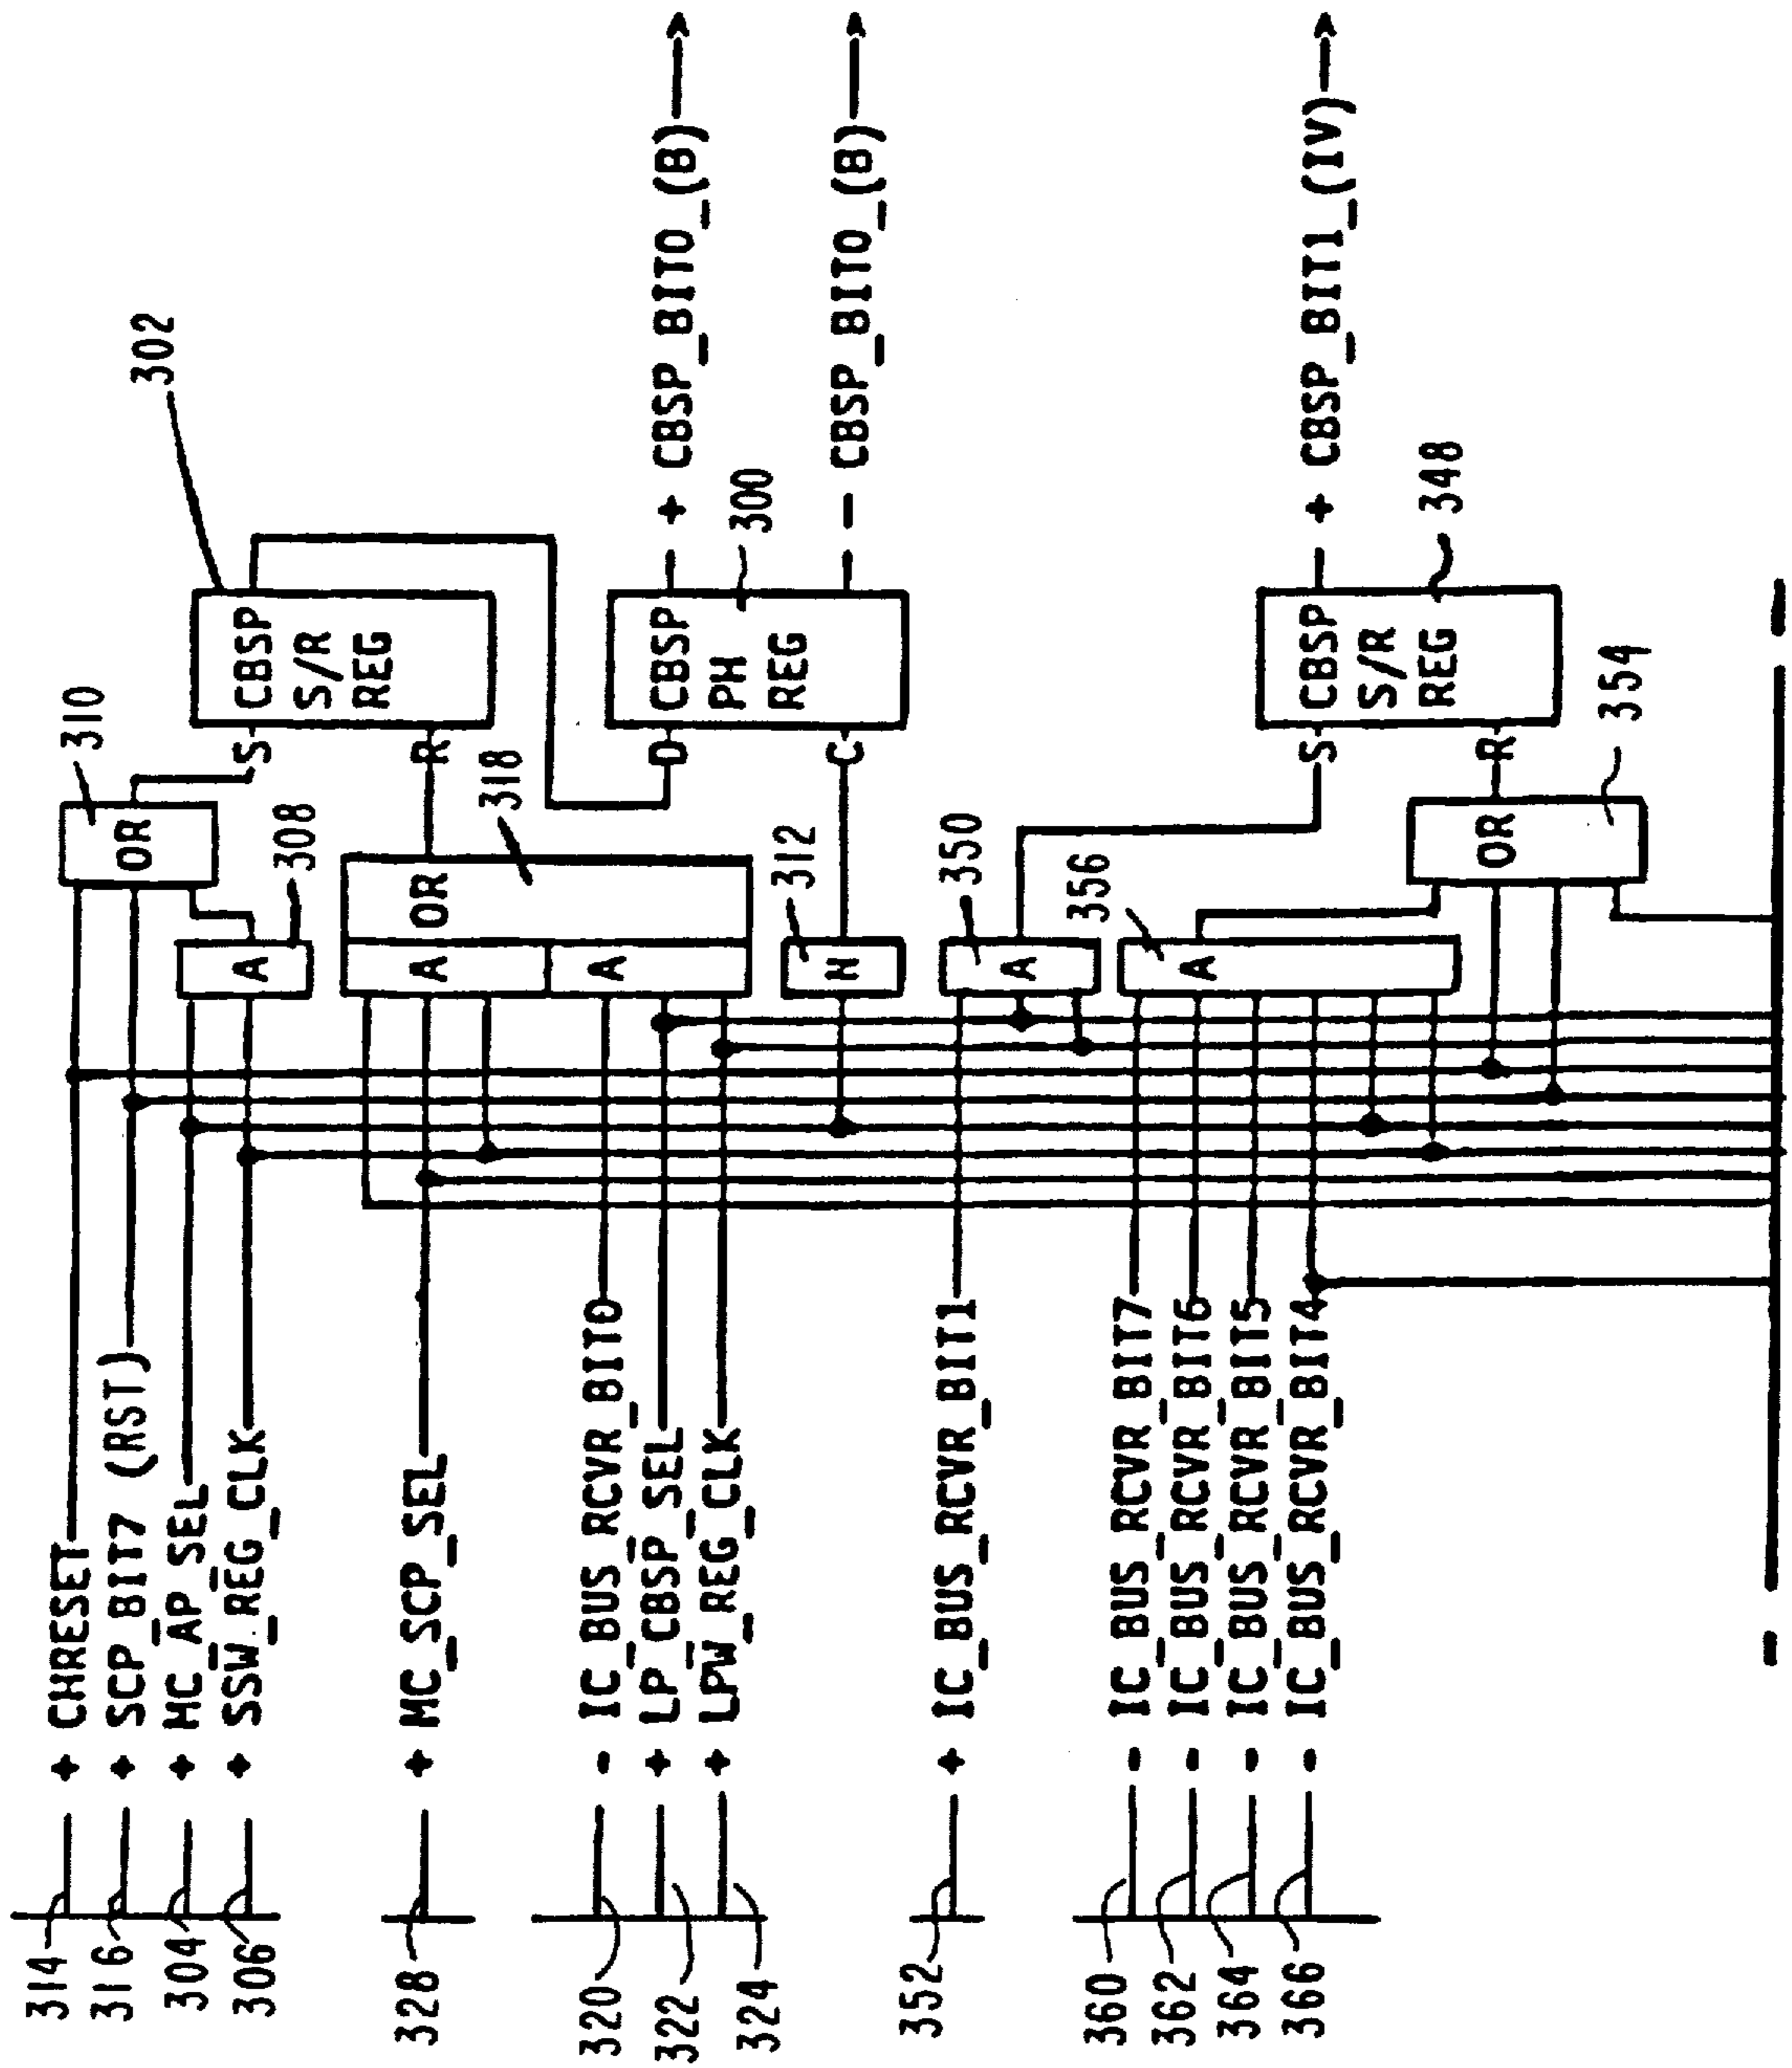 314 + CHRESET
316 + SCP_BIT7 (RST)
304 + MC_AP_SEL
306 + SSW_REG_CLK
328 + MC_SCP_SEL
320 - IC_BUS_RCVR_BIT0
322 + LP_CBSP_SEL
324 + LPW_REG_CLK
352 + IC_BUS_RCVR_BIT1
360 - IC_BUS_RCVR_BIT7
362 - IC_BUS_RCVR_BIT6
364 - IC_BUS_RCVR_BIT5
366 - IC_BUS_RCVR_BIT4
OR 310
A 308
A OR 318
A
N 312
A 350
A 356
OR 354
S CBSP 302
S/R
R REG
D CBSP + CBSP_BIT0_(B)
PH 300
C REG - CBSP_BIT0_(B)
S CBSP + CBSP_BIT1_(IV)
S/R
R REG 348